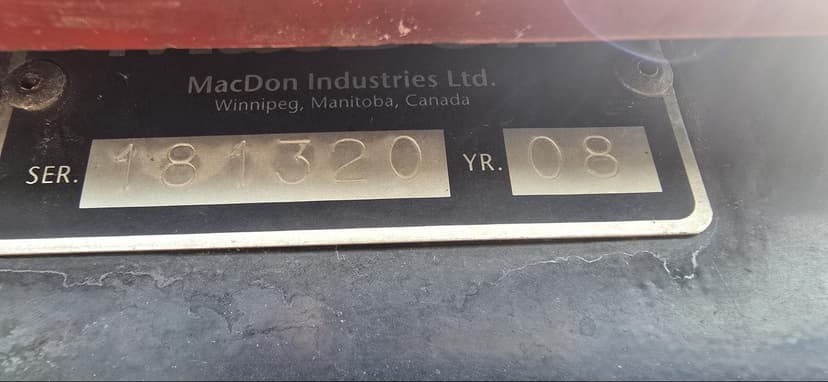 MacDon Industries Ltd.
Winnipeg, Manitoba, Canada
SER. 181320 YR. 08